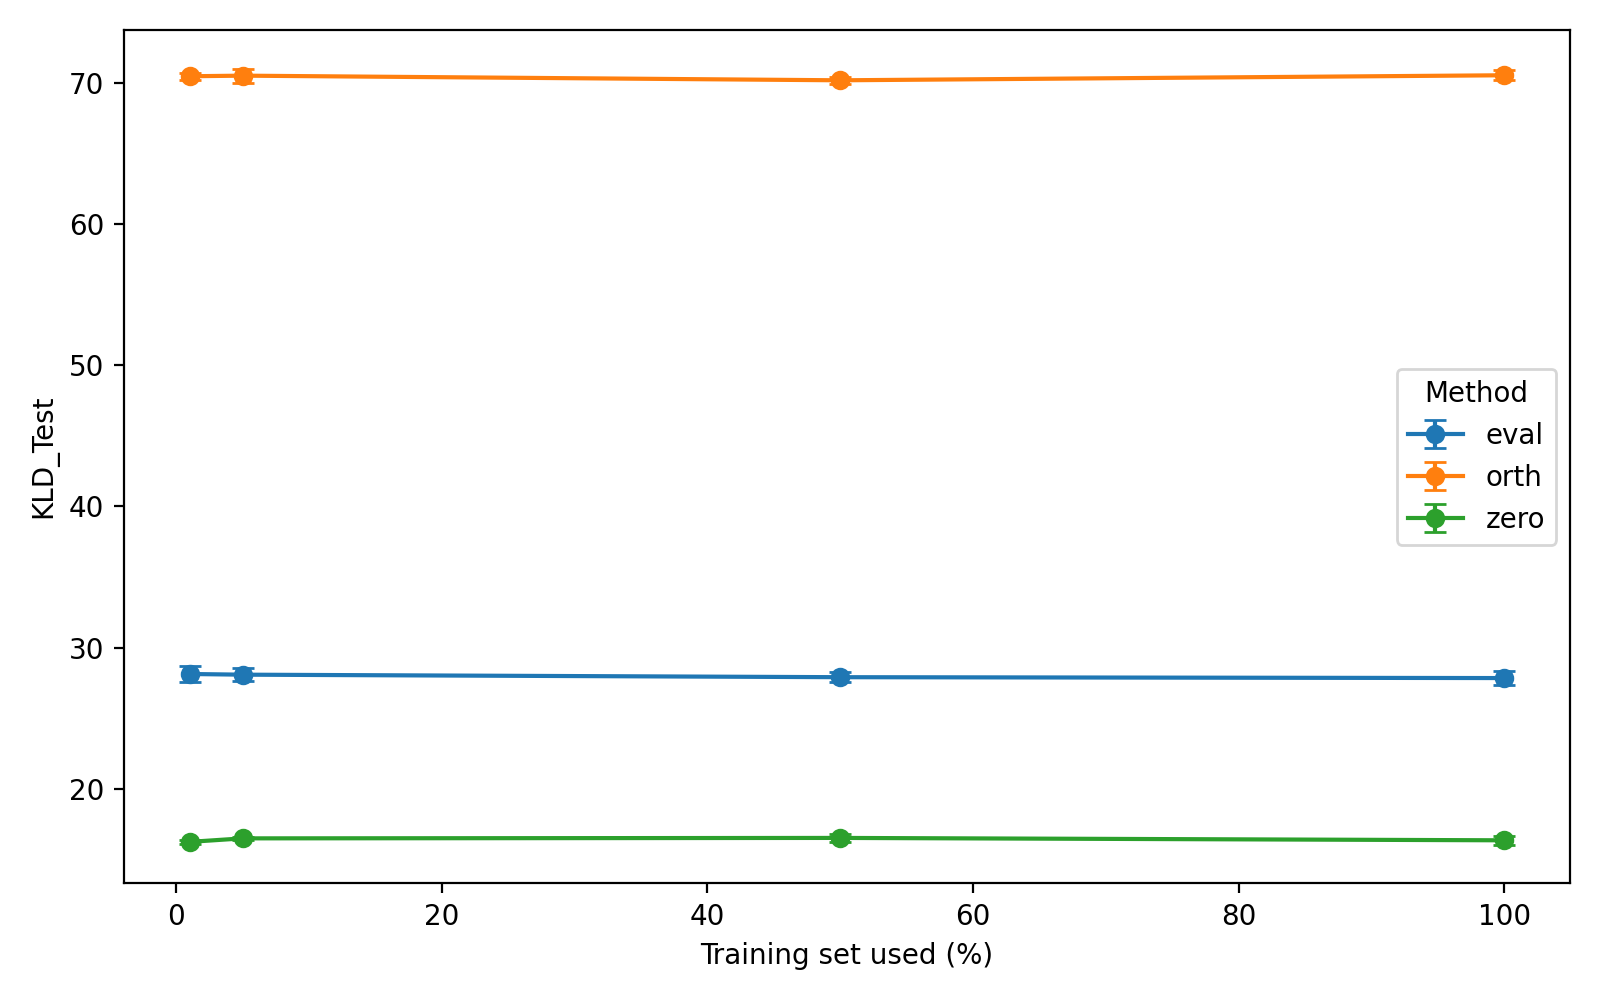 70
60
50
40
30
20
KLD_Test
Method
eval
orth
zero
0 20 40 60 80 100
Training set used (%)